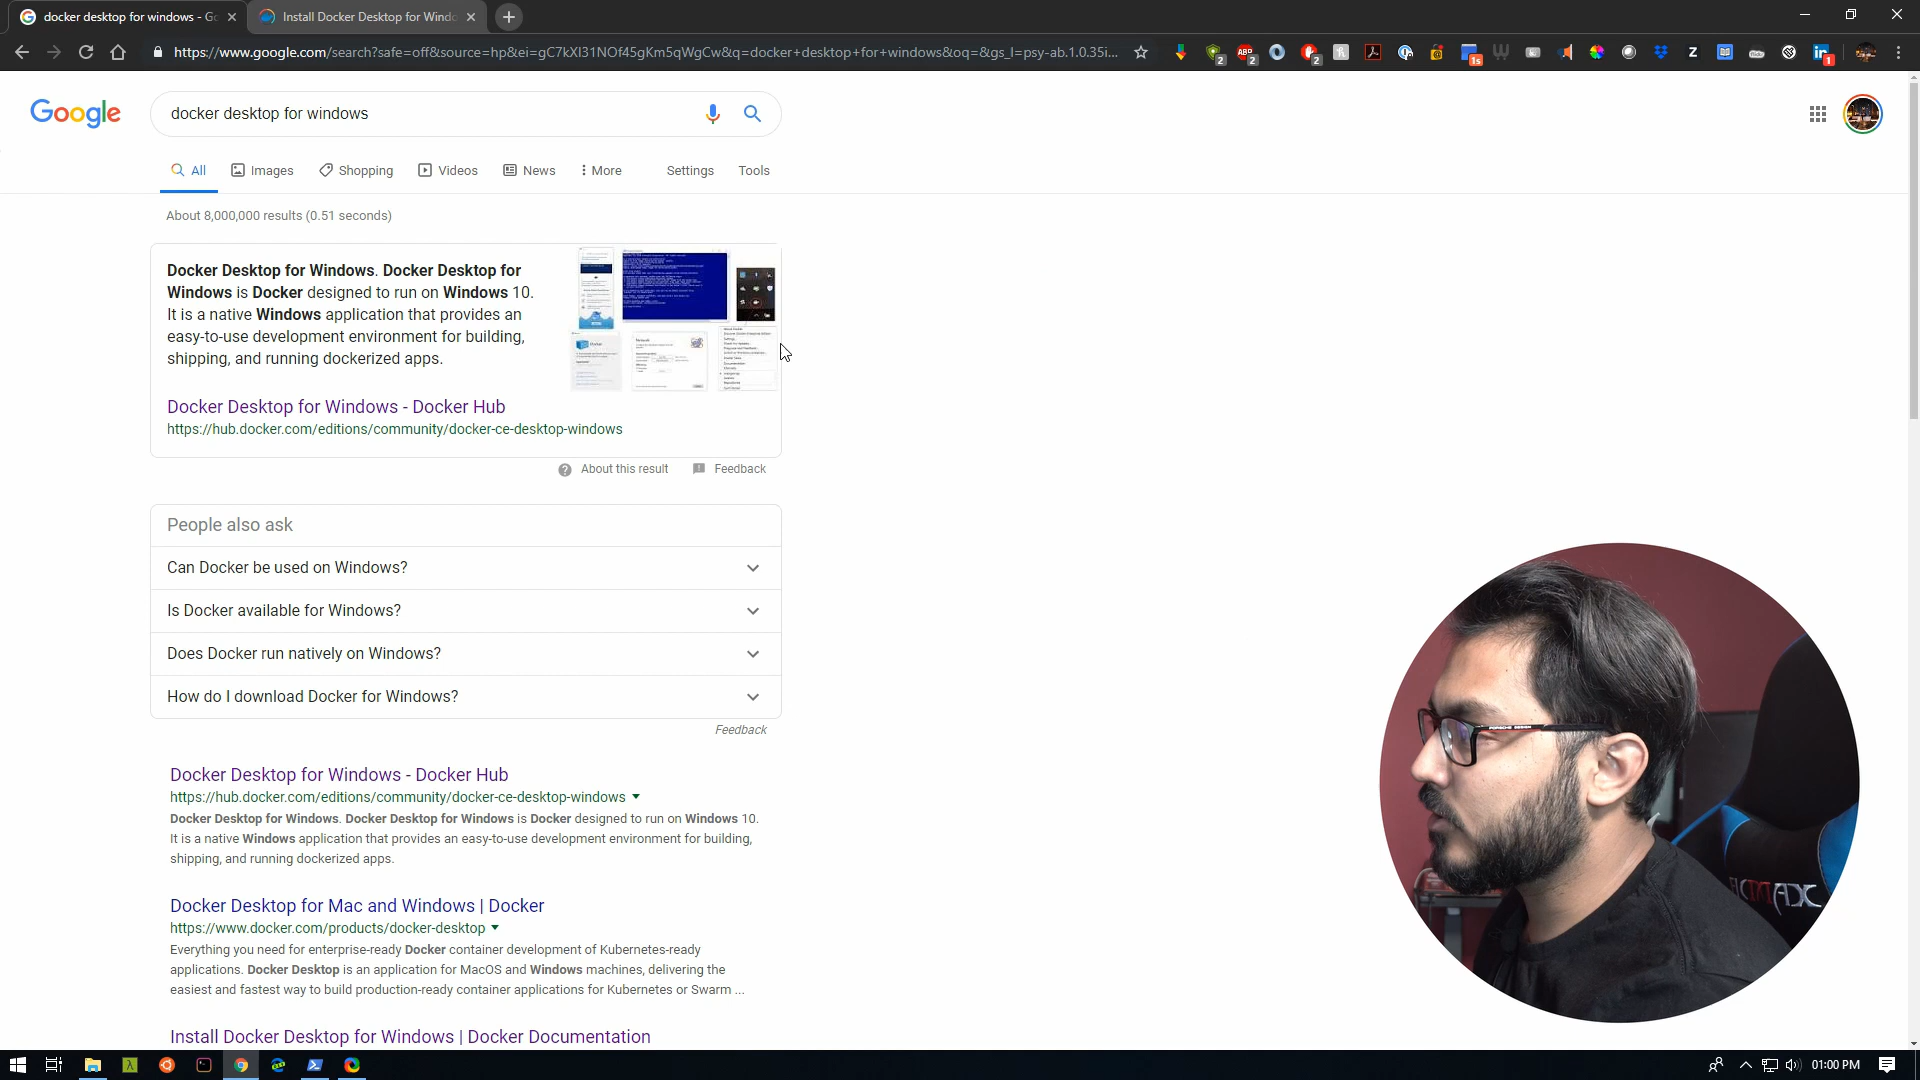 docker desktop for windows - Go
Install Docker Desktop for Windo
https://www.google.com/search?safe=off&source=hp&ei=gC7kXI31NOf45gKm5qWgCw&q=docker+desktop+for+windows&oq=&gs_l=psy-ab.1.0.35i...
2
ABP
2
2
1s
1
Google
docker desktop for windows
All
Images
Shopping
Videos
News
More
Settings
Tools
About 8,000,000 results (0.51 seconds)
Docker Desktop for Windows. Docker Desktop for
Windows is Docker designed to run on Windows 10.
It is a native Windows application that provides an
easy-to-use development environment for building,
shipping, and running dockerized apps.
Docker Desktop for Windows - Docker Hub
https://hub.docker.com/editions/community/docker-ce-desktop-windows
About this result
Feedback
People also ask
Can Docker be used on Windows?
Is Docker available for Windows?
Does Docker run natively on Windows?
How do I download Docker for Windows?
Feedback
Docker Desktop for Windows - Docker Hub
https://hub.docker.com/editions/community/docker-ce-desktop-windows
Docker Desktop for Windows. Docker Desktop for Windows is Docker designed to run on Windows 10.
It is a native Windows application that provides an easy-to-use development environment for building,
shipping, and running dockerized apps.
Docker Desktop for Mac and Windows | Docker
https://www.docker.com/products/docker-desktop
Everything you need for enterprise-ready Docker container development of Kubernetes-ready
applications. Docker Desktop is an application for MacOS and Windows machines, delivering the
easiest and fastest way to build production-ready container applications for Kubernetes or Swarm ...
Install Docker Desktop for Windows | Docker Documentation
PORSCHE DESIGN
01:00 PM